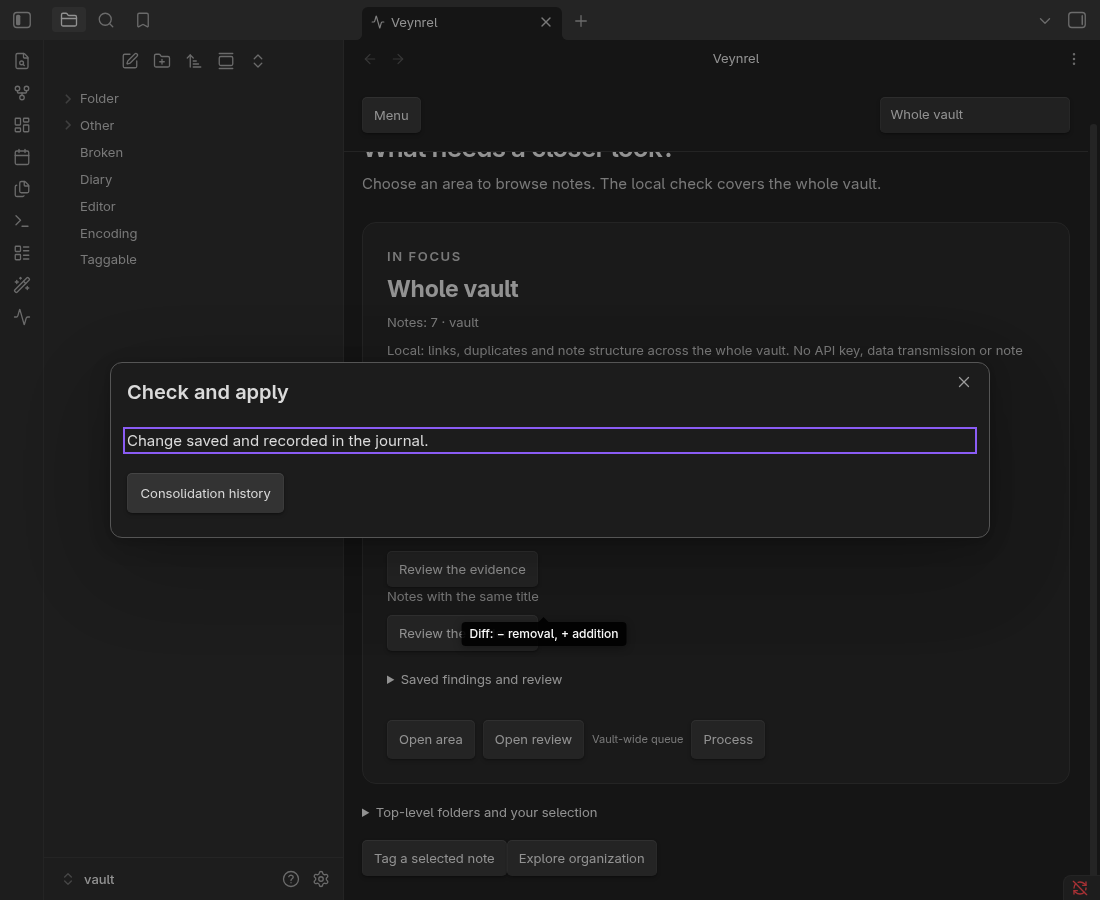 Veynrel
Veynrel
Folder
Other
Broken
Diary
Editor
Encoding
Taggable
Menu
Whole vault
What needs a closer look?
Choose an area to browse notes. The local check covers the whole vault.
IN FOCUS
Whole vault
Notes: 7 · vault
Local: links, duplicates and note structure across the whole vault. No API key, data transmission or note
Check and apply
Change saved and recorded in the journal.
Consolidation history
Review the evidence
Notes with the same title
Review the
Diff: − removal, + addition
Saved findings and review
Open area
Open review
Vault-wide queue
Process
Top-level folders and your selection
Tag a selected note
Explore organization
vault